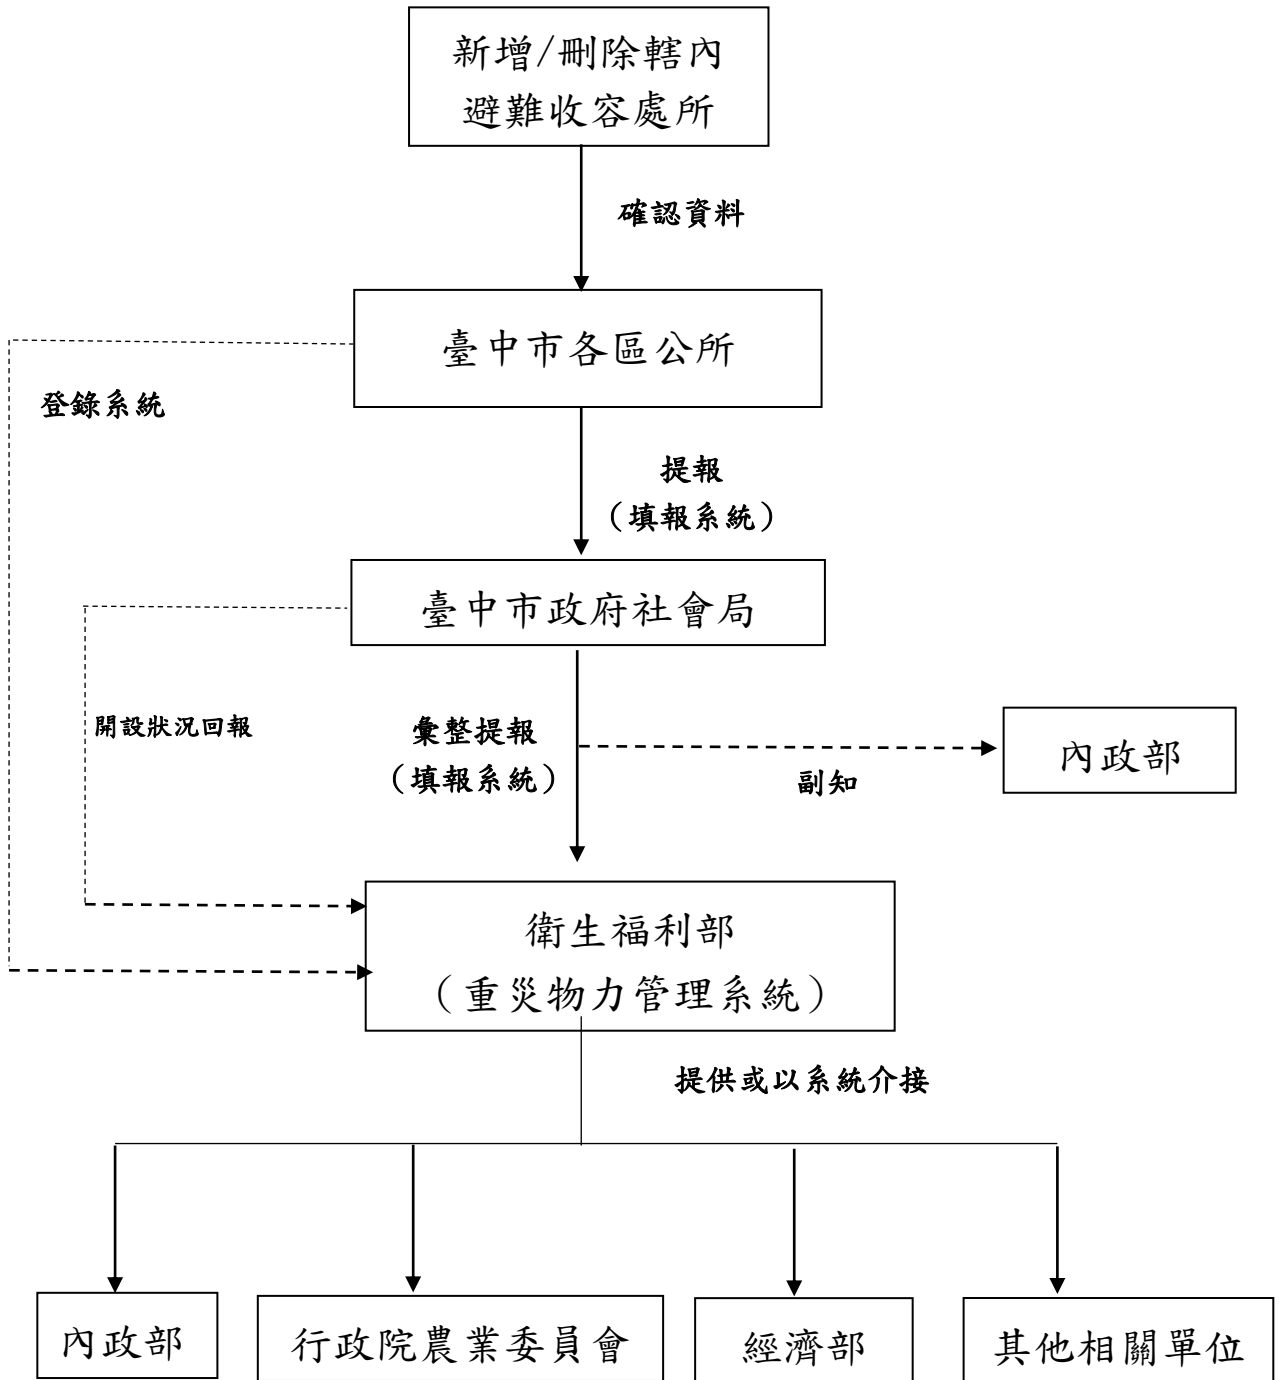 新增/刪除轄內
避難收容處所
確認資料
臺中市各區公所
登錄系統
提報
（填報系統）
臺中市政府社會局
開設狀況回報
彙整提報
（填報系統）
副知
內政部
衛生福利部
（重災物力管理系統）
提供或以系統介接
內政部
行政院農業委員會
經濟部
其他相關單位